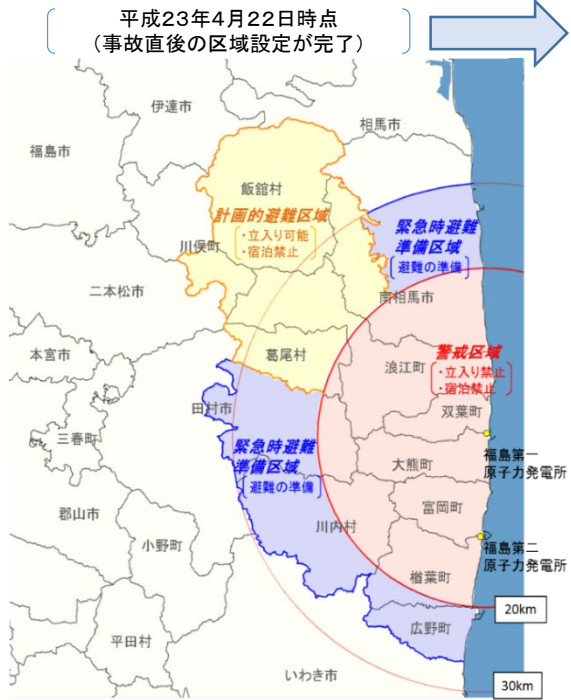 平成23年4月22日時点
（事故直後の区域設定が完了）
伊達市
相馬市
福島市
飯舘村
計画的避難区域
・立入り可能
・宿泊禁止
緊急時避難
準備区域
避難の準備
川俣町
二本松市
南相馬市
本宮市
葛尾村
浪江町
警戒区域
・立入り禁止
・宿泊禁止
田村市
双葉町
三春町
緊急時避難
準備区域
避難の準備
大熊町
福島第一
原子力発電所
郡山市
富岡町
小野町
川内村
福島第二
原子力発電所
楢葉町
20km
平田村
広野町
いわき市
30km